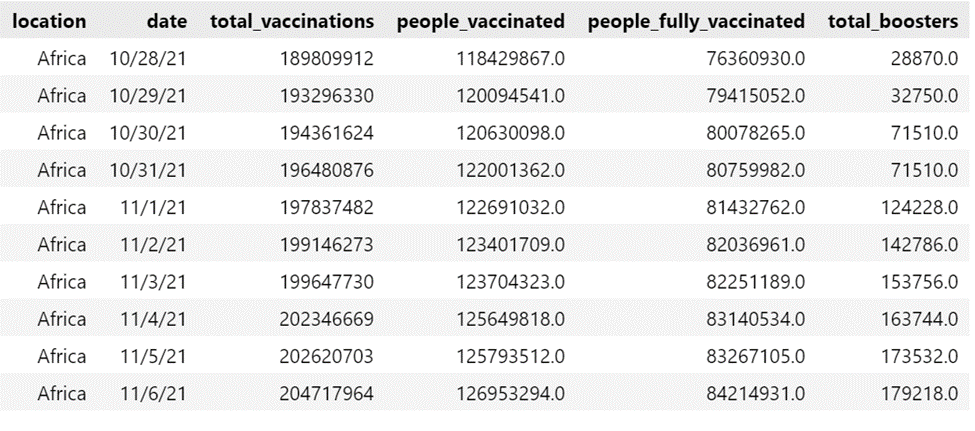 location date total_vaccinations people_vaccinated people_fully_vaccinated total_boosters
Africa 10/28/21 189809912 118429867.0 76360930.0 28870.0
Africa 10/29/21 193296330 120094541.0 79415052.0 32750.0
Africa 10/30/21 194361624 120630098.0 80078265.0 71510.0
Africa 10/31/21 196480876 122001362.0 80759982.0 71510.0
Africa 11/1/21 197837482 122691032.0 81432762.0 124228.0
Africa 11/2/21 199146273 123401709.0 82036961.0 142786.0
Africa 11/3/21 199647730 123704323.0 82251189.0 153756.0
Africa 11/4/21 202346669 125649818.0 83140534.0 163744.0
Africa 11/5/21 202620703 125793512.0 83267105.0 173532.0
Africa 11/6/21 204717964 126953294.0 84214931.0 179218.0